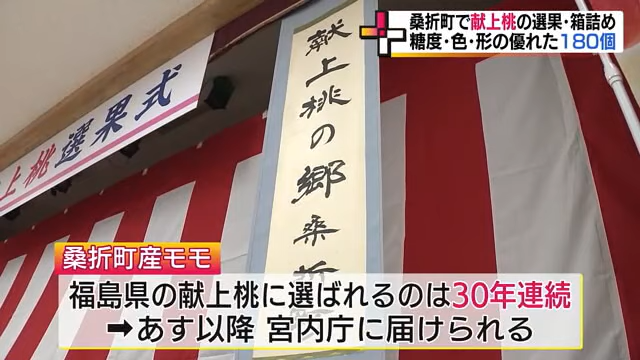 桑折町で献上桃の選果・箱詰め
糖度・色・形の優れた180個
上桃選果式
献上桃の郷桑折
桑折町産モモ
福島県の献上桃に選ばれるのは30年連続
➡あす以降 宮内庁に届けられる